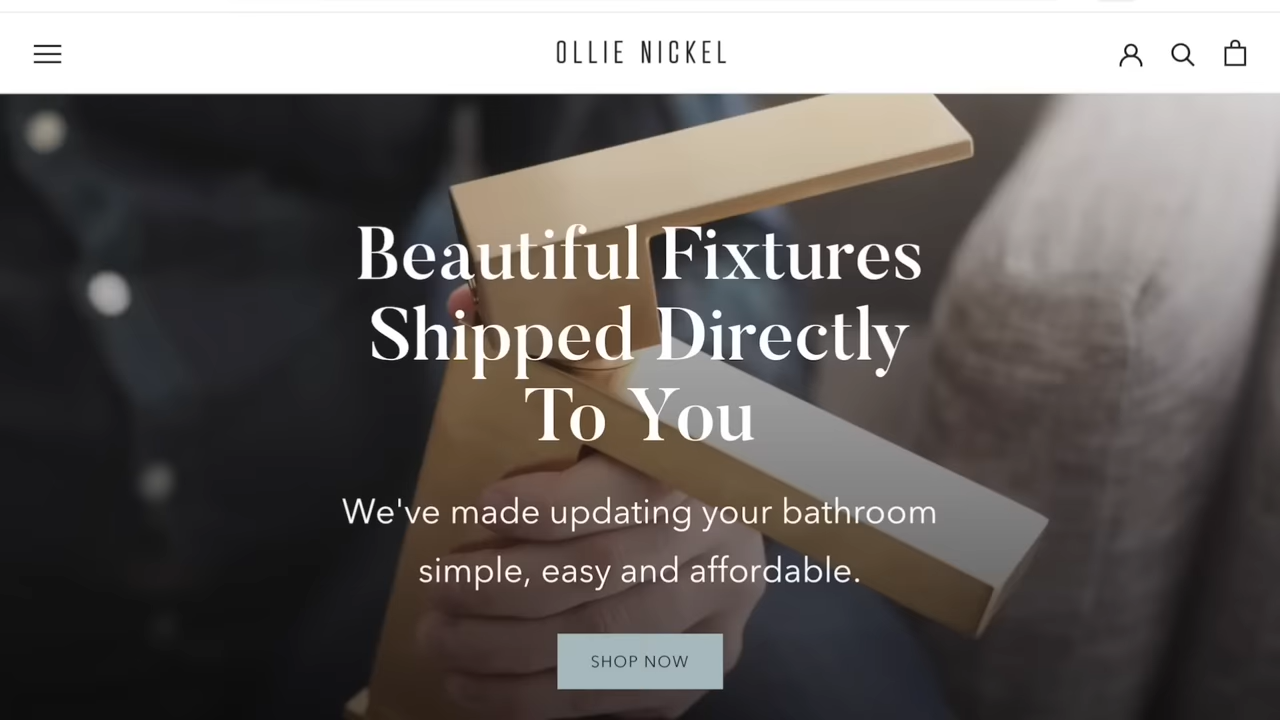 OLLIE NICKEL
Beautiful Fixtures
Shipped Directly
To You
We've made updating your bathroom
simple, easy and affordable.
SHOP NOW